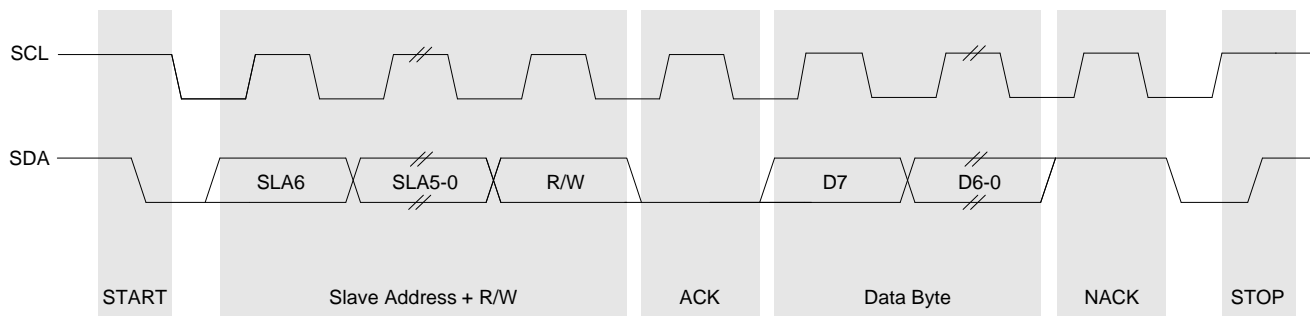 SCL
SDA
SLA6 SLA5-0 R/W D7 D6-0
START Slave Address + R/W ACK Data Byte NACK STOP